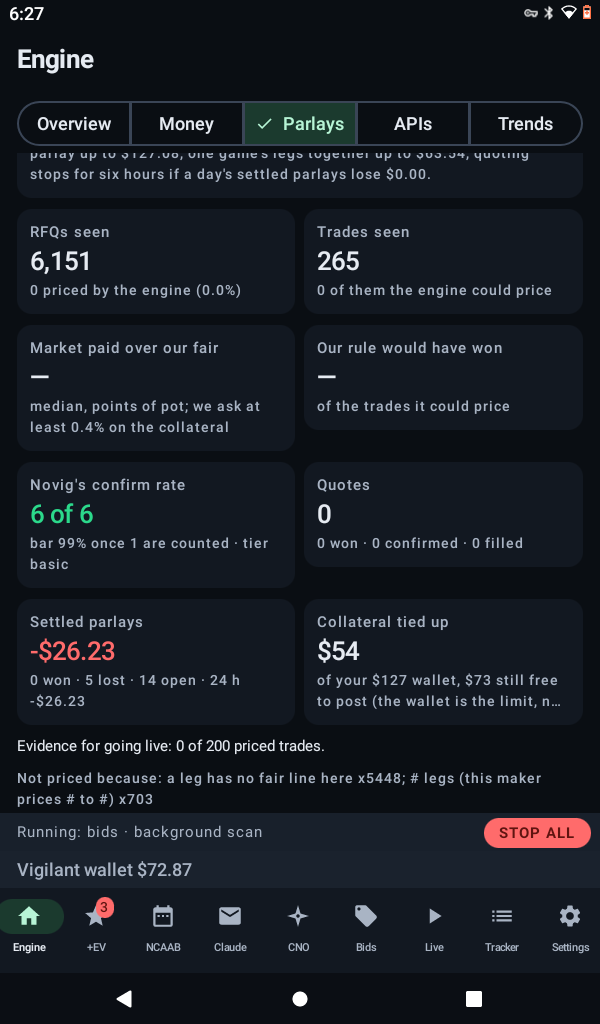 6:27
Engine
Overview
Money
Parlays
APIs
Trends
parlay up to $127.08, one game's legs together up to $63.54, quoting
stops for six hours if a day's settled parlays lose $0.00.
RFQs seen
6,151
0 priced by the engine (0.0%)
Trades seen
265
0 of them the engine could price
Market paid over our fair
—
median, points of pot; we ask at
least 0.4% on the collateral
Our rule would have won
—
of the trades it could price
Novig's confirm rate
6 of 6
bar 99% once 1 are counted · tier
basic
Quotes
0
0 won · 0 confirmed · 0 filled
Settled parlays
-$26.23
0 won · 5 lost · 14 open · 24 h
-$26.23
Collateral tied up
$54
of your $127 wallet, $73 still free
to post (the wallet is the limit, n…
Evidence for going live: 0 of 200 priced trades.
Not priced because: a leg has no fair line here x5448; # legs (this maker
prices # to #) x703
Running: bids · background scan
STOP ALL
Vigilant wallet $72.87
3
Engine
+EV
NCAAB
Claude
CNO
Bids
Live
Tracker
Settings